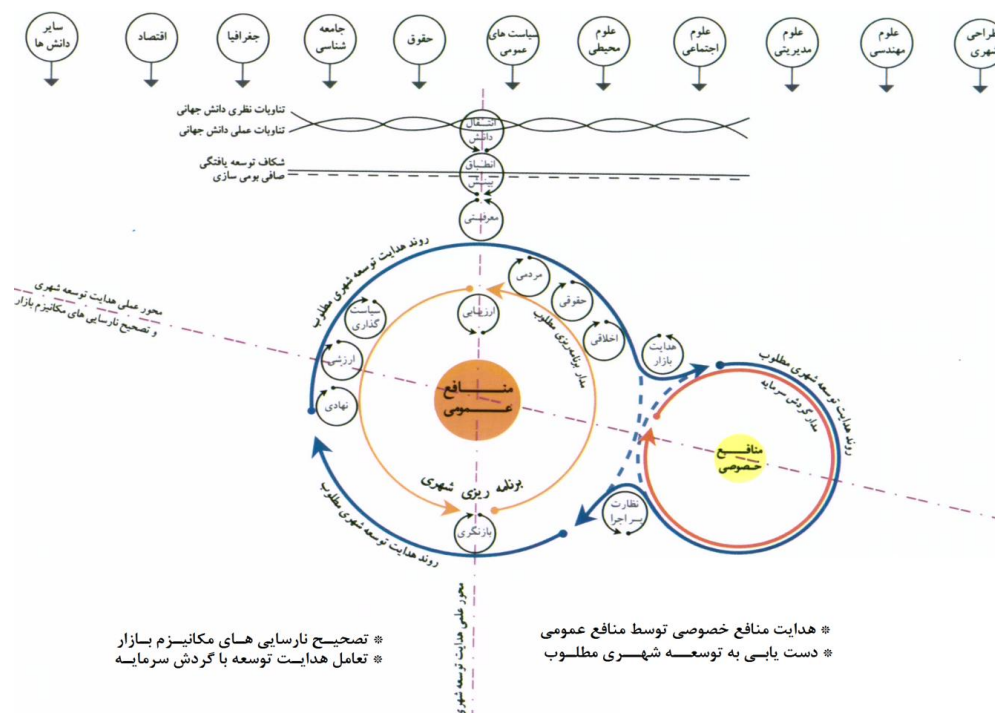 طراحی
شهری
علوم
مهندسی
علوم
مدیریتی
علوم
اجتماعی
علوم
محیطی
سیاست های
عمومی
حقوق
جامعه
شناسی
جغرافیا
اقتصاد
سایر
دانش ها
تناوبات نظری دانش جهانی
تناوبات عملی دانش جهانی
انتقال
دانش
شکاف توسعه یافتگی
صافی بومی سازی
انطباق
بینش
معرفتی
روند هدایت توسعه شهری مطلوب
مردمی
حقوقی
اخلاقی
ارزیابی
سیاست
گذاری
ارزشی
نهادی
مدار برنامه‌ریزی مطلوب
هدایت
بازار
محور عملی هدایت توسعه شهری
و تصحیح نارسایی های مکانیزم بازار
منافع
عمومی
روند هدایت توسعه شهری مطلوب
مدار گردش سرمایه
منافع
خصوصی
برنامه ریزی شهری
بازنگری
نظارت
بر اجرا
روند هدایت توسعه شهری مطلوب
محور علمی هدایت توسعه شهری
* هدایت منافع خصوصی توسط منافع عمومی
* دست یابی به توسعه شهری مطلوب
* تصحیح نارسایی های مکانیزم بازار
* تعامل هدایت توسعه با گردش سرمایه